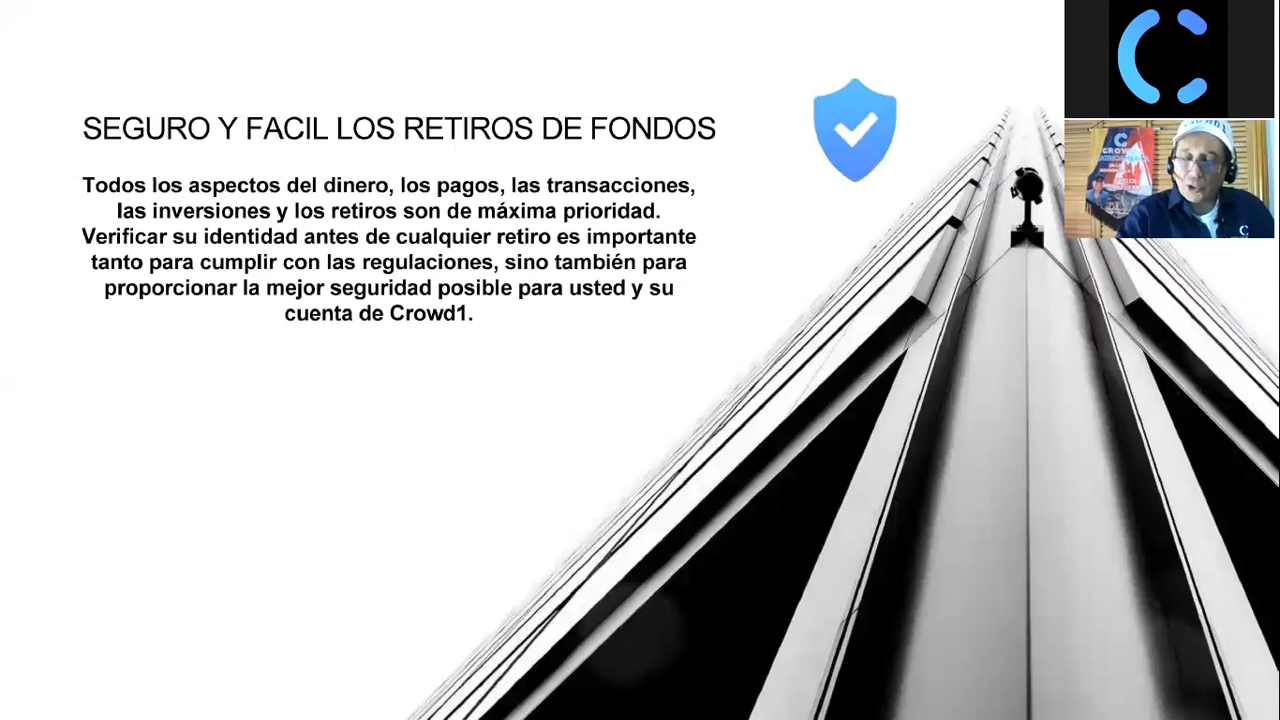 SEGURO Y FACIL LOS RETIROS DE FONDOS
Todos los aspectos del dinero, los pagos, las transacciones,
las inversiones y los retiros son de máxima prioridad.
Verificar su identidad antes de cualquier retiro es importante
tanto para cumplir con las regulaciones, sino también para
proporcionar la mejor seguridad posible para usted y su
cuenta de Crowd1.